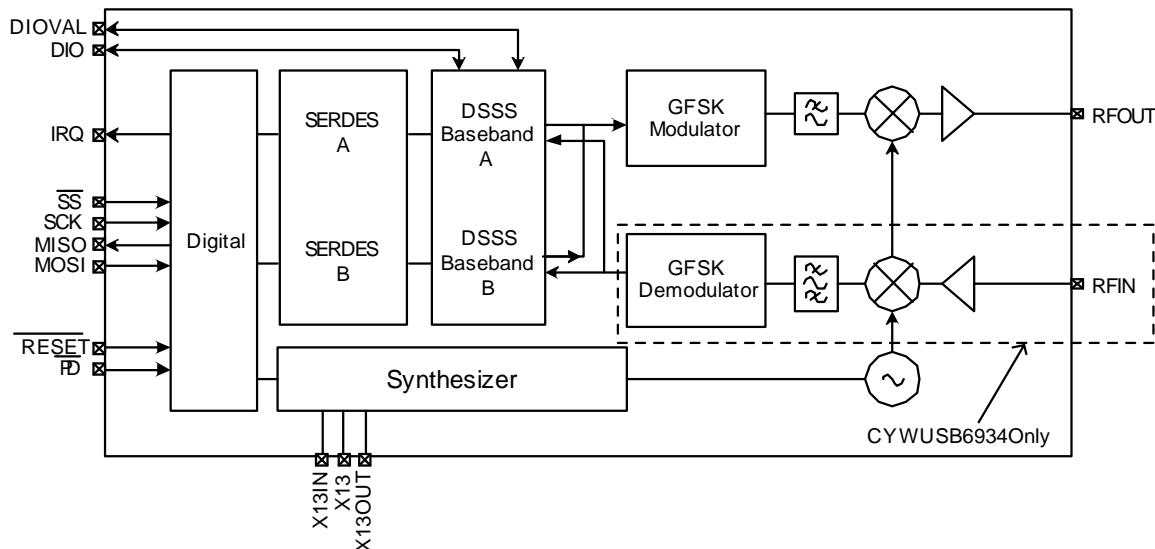 DIOVAL
DIO
IRQ
SS
SCK
MISO
MOSI
RESET
PD
Digital
SERDES
A
SERDES
B
DSSS
Baseband
A
DSSS
Baseband
B
GFSK
Modulator
GFSK
Demodulator
RFOUT
RFIN
Synthesizer
CYWUSB6934Only
X13IN
X13
X13OUT